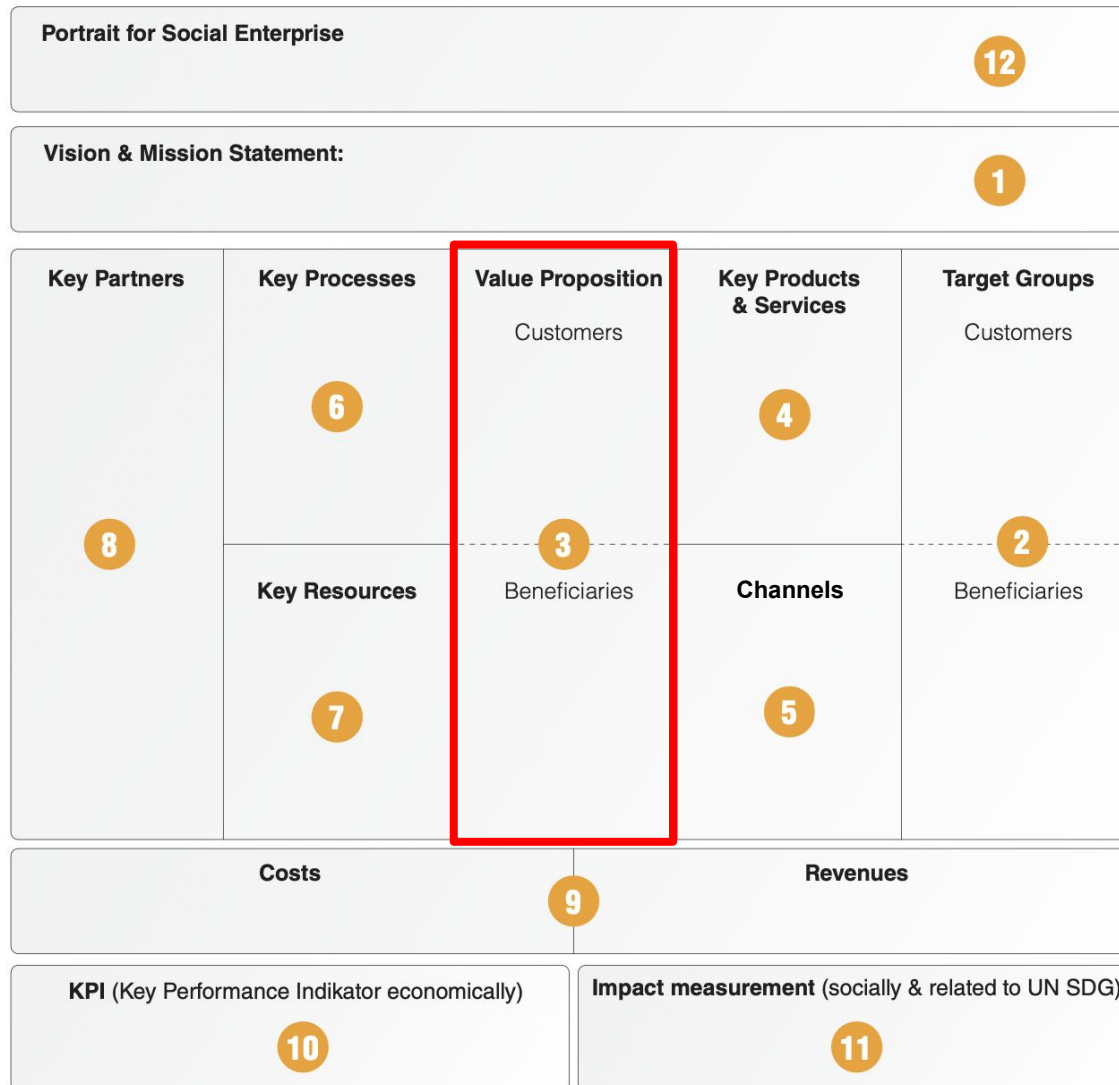 Portrait for Social Enterprise
12
Vision & Mission Statement:
1
Key Partners
8
Key Processes
6
Key Resources
7
Value Proposition
Customers
3
Beneficiaries
Key Products
& Services
4
Channels
5
Target Groups
Customers
2
Beneficiaries
Costs
9
Revenues
KPI (Key Performance Indikator economically)
10
Impact measurement (socially & related to UN SDG)
11